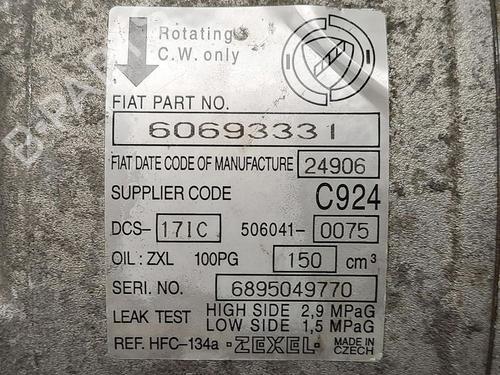 Rotating
C.W. only
FIAT PART NO.
60693331
FIAT DATE CODE OF MANUFACTURE 24906
SUPPLIER CODE C924
DCS- 17IC 506041- 0075
OIL : ZXL 100PG 150 cm³
SERI. NO. 6895049770
LEAK TEST HIGH SIDE 2,9 MPaG
LOW SIDE 1,5 MPaG
REF. HFC-134a ZEXEL MADE IN
CZECH